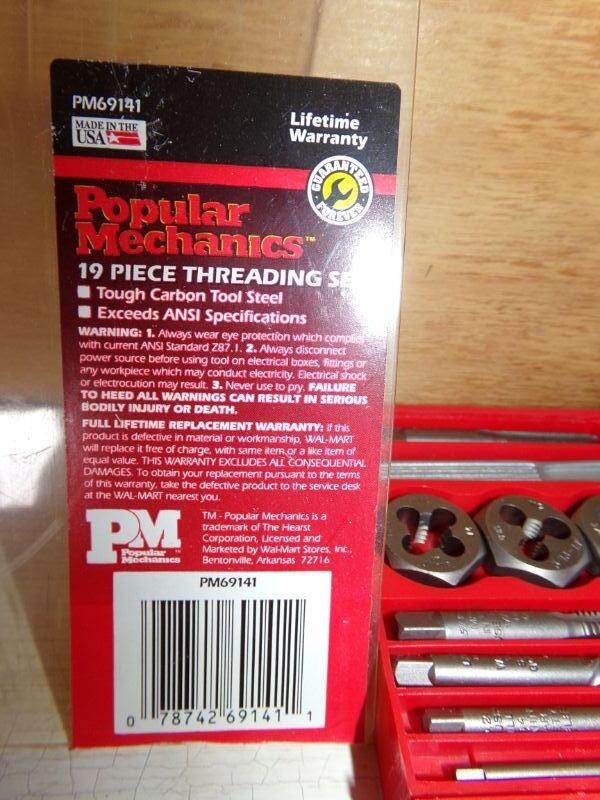 PM69141
MADE IN THE
USA
Lifetime
Warranty
GUARANTEED
FOREVER
Popular
Mechanics™
19 PIECE THREADING SE
■ Tough Carbon Tool Steel
■ Exceeds ANSI Specifications
WARNING: 1. Always wear eye protection which complies
with current ANSI Standard Z87.1. 2. Always disconnect
power source before using tool on electrical boxes, fittings or
any workpiece which may conduct electricity. Electrical shock
or electrocution may result. 3. Never use to pry. FAILURE
TO HEED ALL WARNINGS CAN RESULT IN SERIOUS
BODILY INJURY OR DEATH.
FULL LIFETIME REPLACEMENT WARRANTY: If this
product is defective in material or workmanship, WAL-MART
will replace it free of charge, with same item or a like item of
equal value. THIS WARRANTY EXCLUDES ALL CONSEQUENTIAL
DAMAGES. To obtain your replacement pursuant to the terms
of this warranty, take the defective product to the service desk
at the WAL-MART nearest you.
PM
Popular
Mechanics™
TM - Popular Mechanics is a
trademark of The Hearst
Corporation, Licensed and
Marketed by Wal-Mart Stores, Inc.,
Bentonville, Arkansas 72716
PM69141
0 78742 69141 1